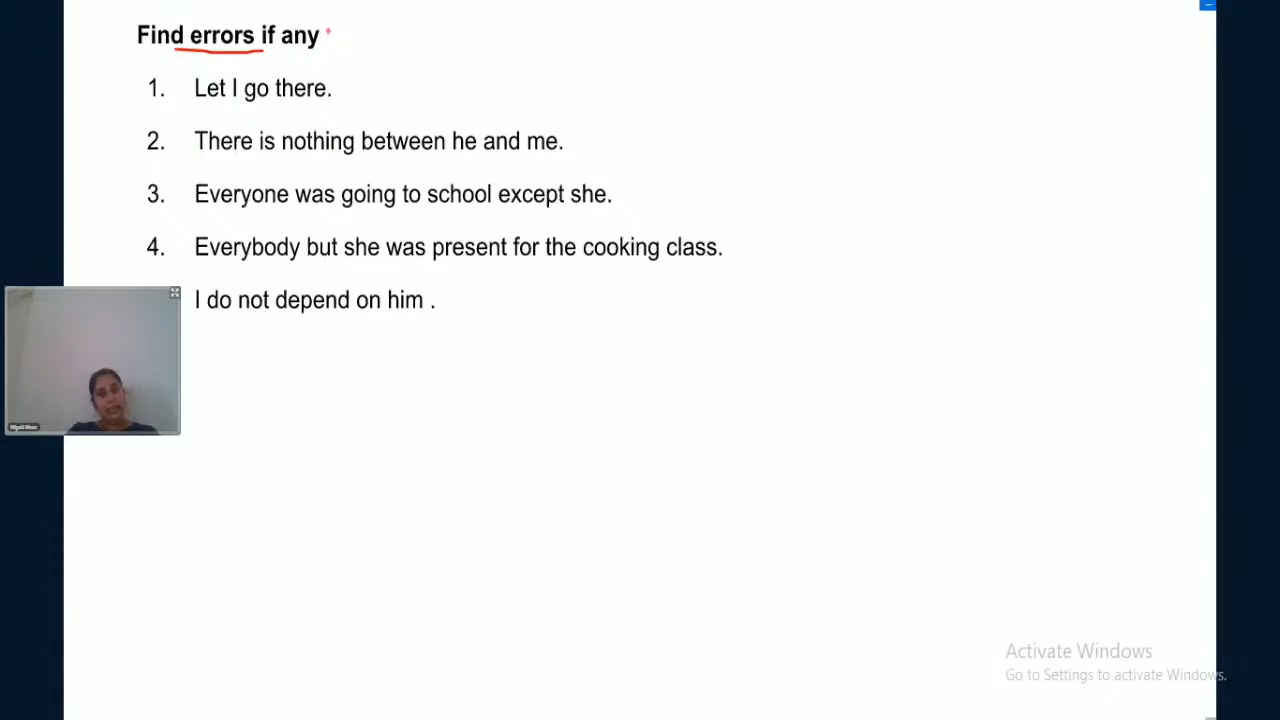 Find errors if any
1. Let I go there.
2. There is nothing between he and me.
3. Everyone was going to school except she.
4. Everybody but she was present for the cooking class.
I do not depend on him .
Activate Windows
Go to Settings to activate Windows.